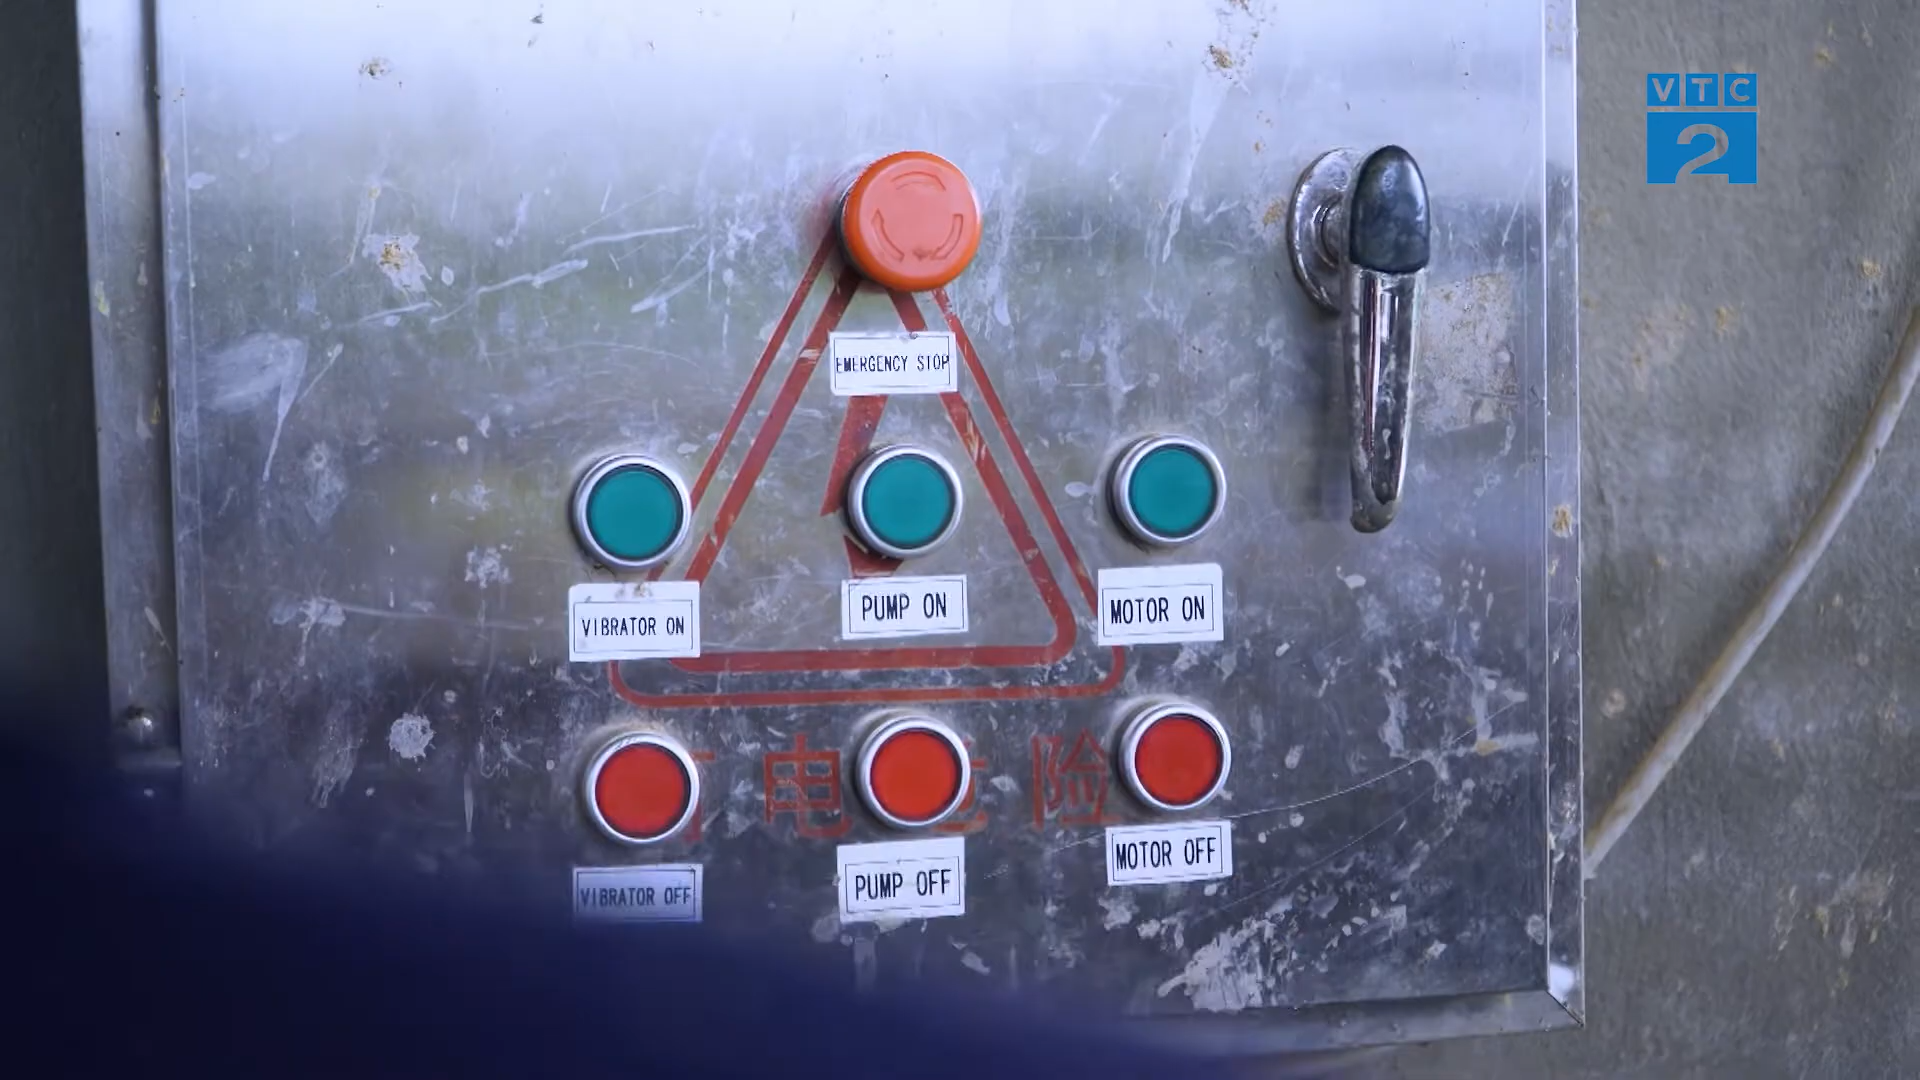 VTC
2
EMERGENCY STOP
VIBRATOR ON
PUMP ON
MOTOR ON
电 险
VIBRATOR OFF
PUMP OFF
MOTOR OFF